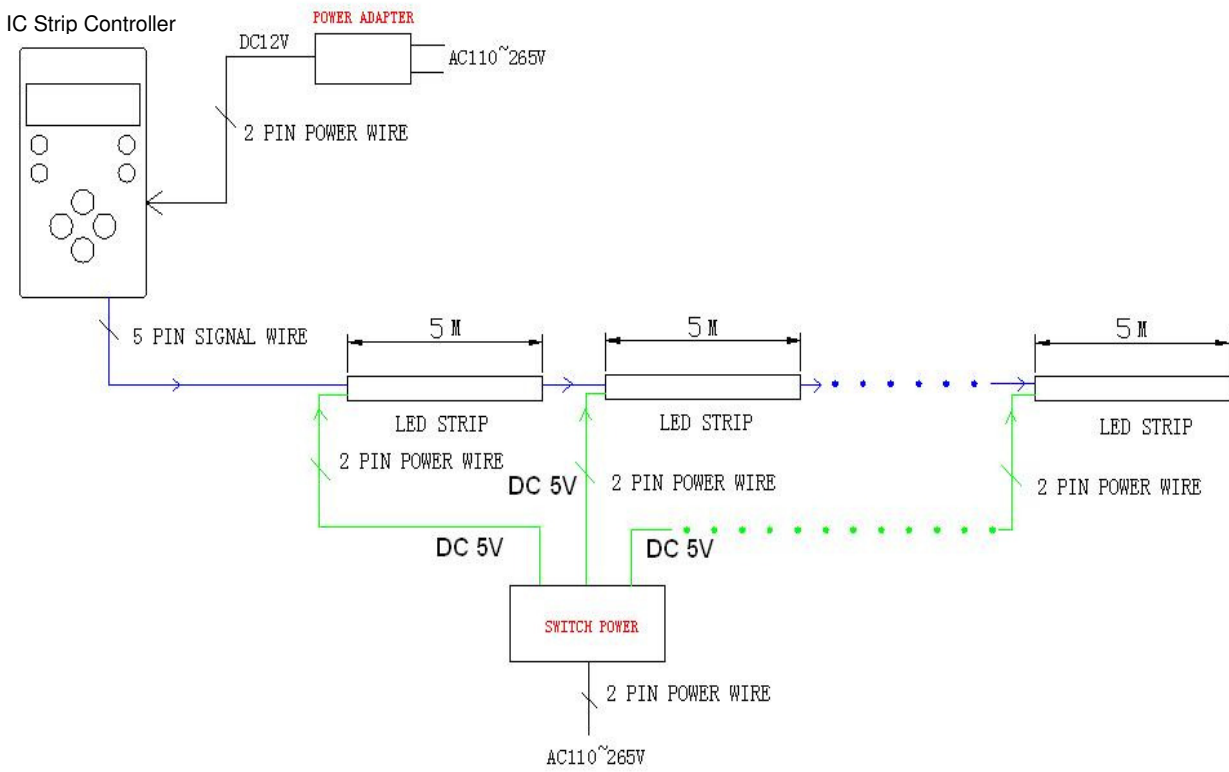 IC Strip Controller
POWER ADAPTER
DC12V
AC110~265V
2 PIN POWER WIRE
5 PIN SIGNAL WIRE
5 M
5 M
5 M
LED STRIP
LED STRIP
LED STRIP
2 PIN POWER WIRE
DC 5V
2 PIN POWER WIRE
2 PIN POWER WIRE
DC 5V
DC 5V
SWITCH POWER
2 PIN POWER WIRE
AC110~265V